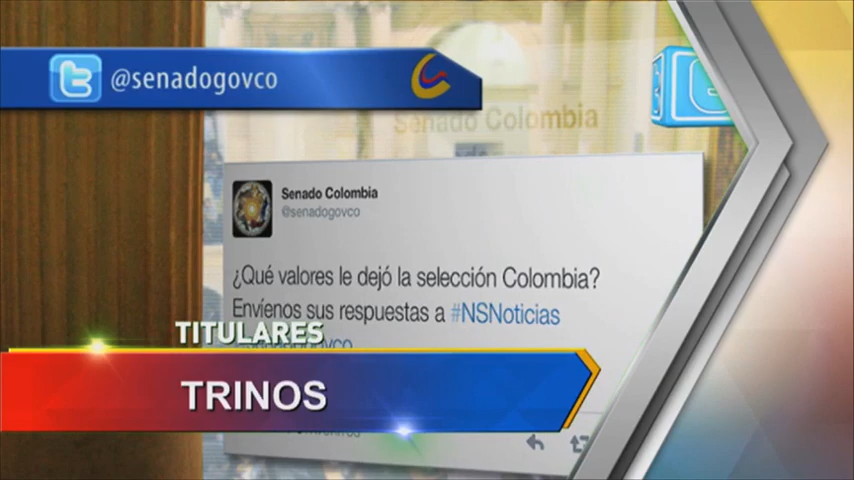 @senadogovco
Senado Colombia
Senado Colombia
@senadogovco
¿Qué valores le dejó la selección Colombia?
Envíenos sus respuestas a #NSNoticias
TITULARES
TRINOS